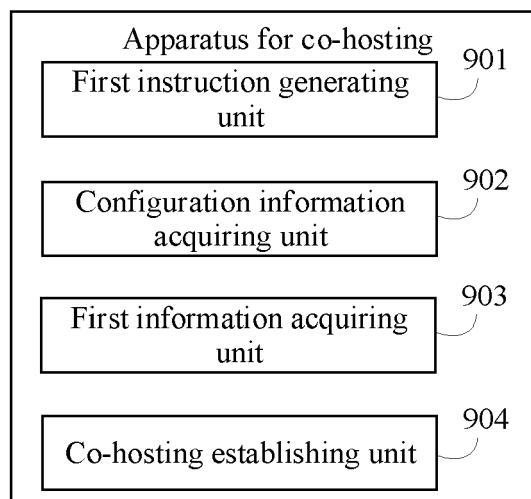 Apparatus for co-hosting
901
First instruction generating
unit
902
Configuration information
acquiring unit
903
First information acquiring
unit
904
Co-hosting establishing unit